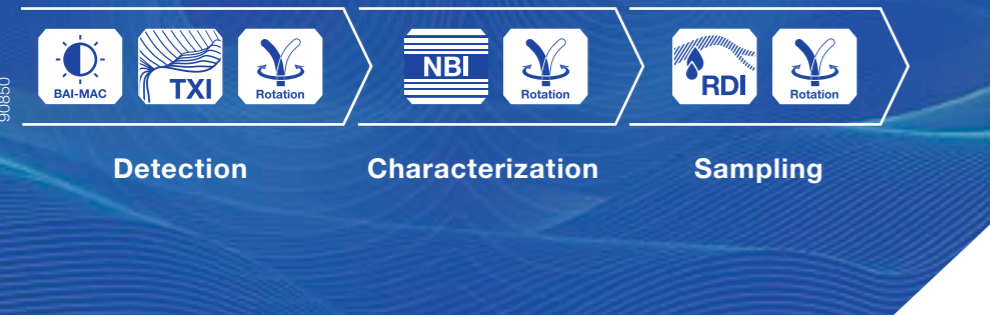 90850
BAI-MAC
TXI
Rotation
NBI
Rotation
RDI
Rotation
Detection
Characterization
Sampling